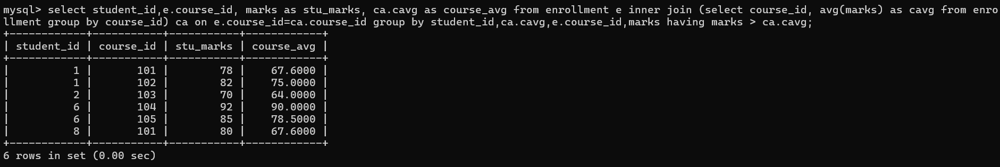 mysql> select student_id,e.course_id, marks as stu_marks, ca.cavg as course_avg from enrollment e inner join (select course_id, avg(marks) as cavg from enro
llment group by course_id) ca on e.course_id=ca.course_id group by student_id,ca.cavg,e.course_id,marks having marks > ca.cavg;
+------------+-----------+-----------+------------+
| student_id | course_id | stu_marks | course_avg |
+------------+-----------+-----------+------------+
|          1 |       101 |        78 |    67.6000 |
|          1 |       102 |        82 |    75.0000 |
|          2 |       103 |        70 |    64.0000 |
|          6 |       104 |        92 |    90.0000 |
|          6 |       105 |        85 |    78.5000 |
|          8 |       101 |        80 |    67.6000 |
+------------+-----------+-----------+------------+
6 rows in set (0.00 sec)